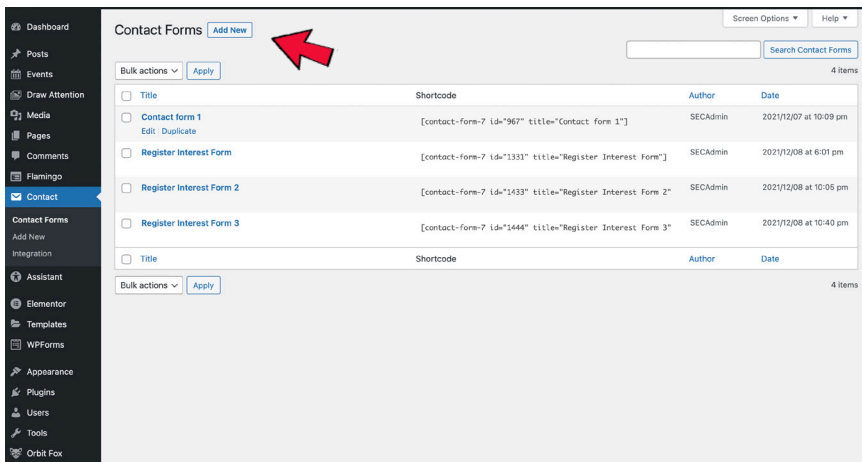 Dashboard
Posts
Events
Draw Attention
Media
Pages
Comments
Flamingo
Contact
Contact Forms
Add New
Integration
Assistant
Elementor
Templates
WPForms
Appearance
Plugins
Users
Tools
Orbit Fox
Screen Options Help
Contact Forms Add New
Search Contact Forms
Bulk actions Apply 4 items
Title Shortcode Author Date
Contact form 1 [contact-form-7 id="967" title="Contact form 1"] SECAdmin 2021/12/07 at 10:09 pm
Edit Duplicate
Register Interest Form [contact-form-7 id="1331" title="Register Interest Form"] SECAdmin 2021/12/08 at 6:01 pm
Register Interest Form 2 [contact-form-7 id="1433" title="Register Interest Form 2" SECAdmin 2021/12/08 at 10:05 pm
Register Interest Form 3 [contact-form-7 id="1444" title="Register Interest Form 3" SECAdmin 2021/12/08 at 10:40 pm
Title Shortcode Author Date
Bulk actions Apply 4 items